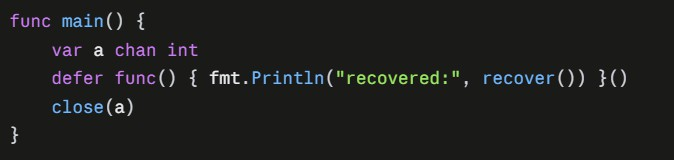 func main() {
    var a chan int
    defer func() { fmt.Println("recovered:", recover()) }()
    close(a)
}